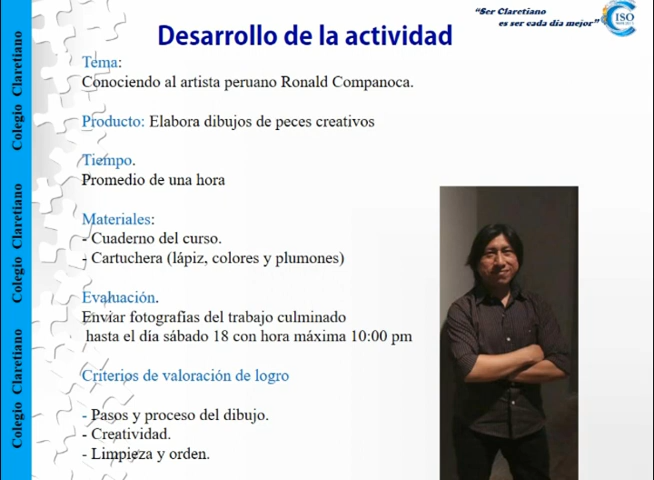 "Ser Claretiano
es ser cada día mejor"
ISO
Desarrollo de la actividad
Tema:
Conociendo al artista peruano Ronald Companoca.
Producto: Elabora dibujos de peces creativos
Tiempo.
Promedio de una hora
Materiales:
- Cuaderno del curso.
- Cartuchera (lápiz, colores y plumones)
Evaluación.
Enviar fotografías del trabajo culminado
hasta el día sábado 18 con hora máxima 10:00 pm
Criterios de valoración de logro
- Pasos y proceso del dibujo.
- Creatividad.
- Limpieza y orden.
Colegio Claretiano
Colegio Claretiano
Colegio Claretiano